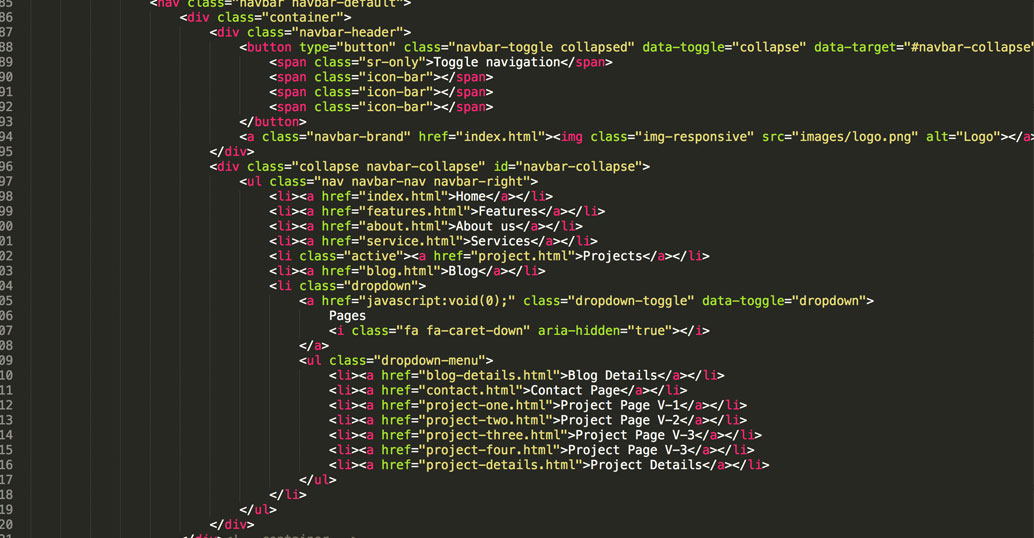 85 <nav class="navbar navbar-default">
86 <div class="container">
87 <div class="navbar-header">
88 <button type="button" class="navbar-toggle collapsed" data-toggle="collapse" data-target="#navbar-collapse"
89 <span class="sr-only">Toggle navigation</span>
90 <span class="icon-bar"></span>
91 <span class="icon-bar"></span>
92 <span class="icon-bar"></span>
93 </button>
94 <a class="navbar-brand" href="index.html"><img class="img-responsive" src="images/logo.png" alt="Logo"></a>
95 </div>
96 <div class="collapse navbar-collapse" id="navbar-collapse">
97 <ul class="nav navbar-nav navbar-right">
98 <li><a href="index.html">Home</a></li>
99 <li><a href="features.html">Features</a></li>
00 <li><a href="about.html">About us</a></li>
01 <li><a href="service.html">Services</a></li>
02 <li class="active"><a href="project.html">Projects</a></li>
03 <li><a href="blog.html">Blog</a></li>
04 <li class="dropdown">
05 <a href="javascript:void(0);" class="dropdown-toggle" data-toggle="dropdown">
06 Pages
07 <i class="fa fa-caret-down" aria-hidden="true"></i>
08 </a>
09 <ul class="dropdown-menu">
10 <li><a href="blog-details.html">Blog Details</a></li>
11 <li><a href="contact.html">Contact Page</a></li>
12 <li><a href="project-one.html">Project Page V-1</a></li>
13 <li><a href="project-two.html">Project Page V-2</a></li>
14 <li><a href="project-three.html">Project Page V-3</a></li>
15 <li><a href="project-four.html">Project Page V-3</a></li>
16 <li><a href="project-details.html">Project Details</a></li>
17 </ul>
18 </li>
19 </ul>
20 </div>